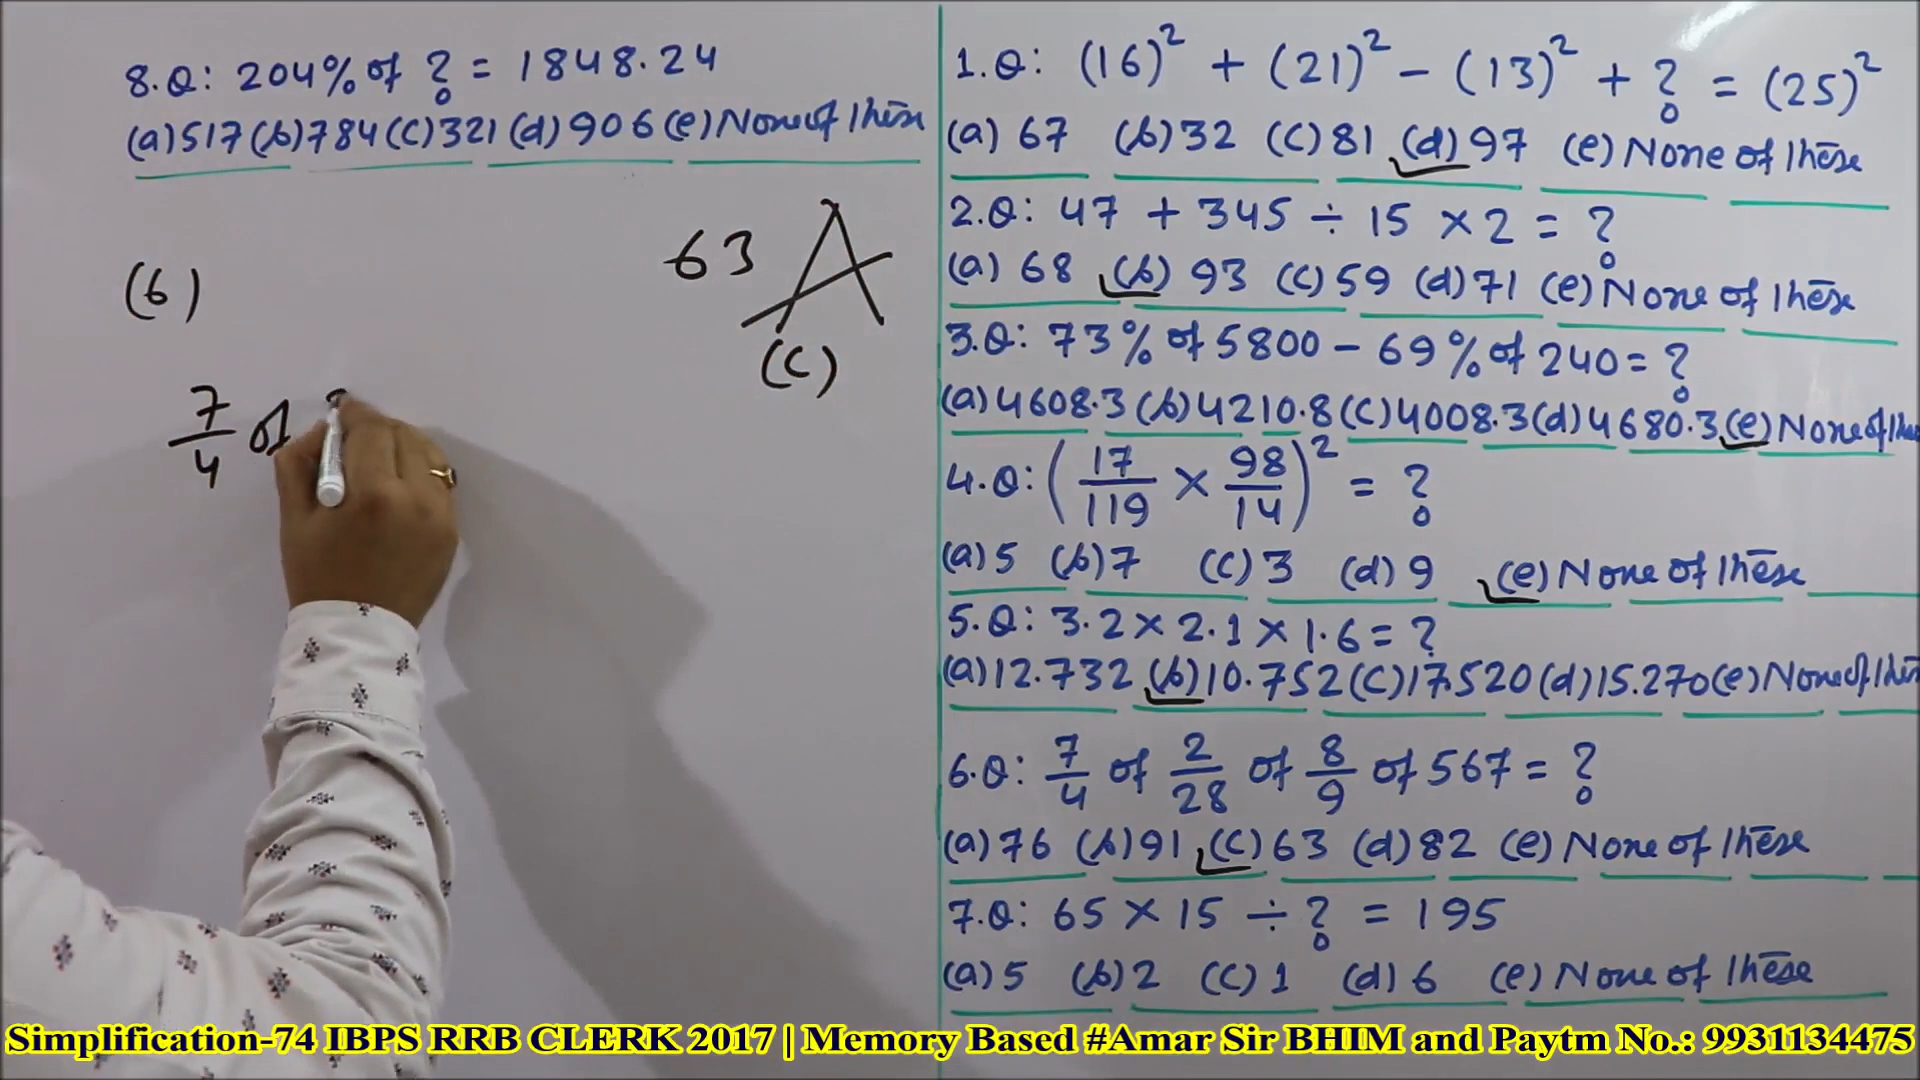 8.Q: 204% of ? = 1848.24
(a) 517 (b) 784 (c) 321 (d) 906 (e) None of these
63
(c)
(6)
7/4 of
1.Q: (16)² + (21)² - (13)² + ? = (25)²
(a) 67 (b) 32 (c) 81 (d) 97 (e) None of these
2.Q: 47 + 345 ÷ 15 × 2 = ?
(a) 68 (b) 93 (c) 59 (d) 71 (e) None of these
3.Q: 73% of 5800 - 69% of 240 = ?
(a) 4608.3 (b) 4210.8 (c) 4008.3 (d) 4680.3 (e) None of
4.Q: (17/119 × 98/14)² = ?
(a) 5 (b) 7 (c) 3 (d) 9 (e) None of these
5.Q: 3.2 × 2.1 × 1.6 = ?
(a) 12.732 (b) 10.752 (c) 17.520 (d) 15.270 (e) None of
6.Q: 7/4 of 2/28 of 8/9 of 567 = ?
(a) 76 (b) 91 (c) 63 (d) 82 (e) None of these
7.Q: 65 × 15 ÷ ? = 195
(a) 5 (b) 2 (c) 1 (d) 6 (e) None of these
Simplification-74 IBPS RRB CLERK 2017 | Memory Based #Amar Sir BHIM and Paytm No.: 9931134475